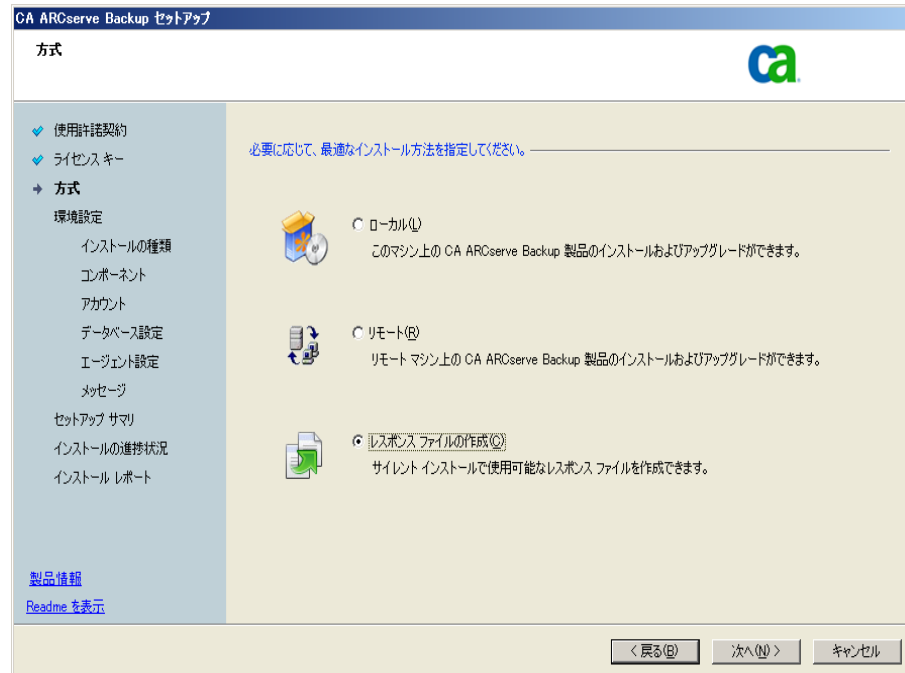 CA ARCserve Backup セットアップ
方式
ca
使用許諾契約
ライセンス キー
方式
環境設定
インストールの種類
コンポーネント
アカウント
データベース設定
エージェント設定
メッセージ
セットアップ サマリ
インストールの進捗状況
インストール レポート
製品情報
Readme を表示
必要に応じて、最適なインストール方法を指定してください。
ローカル(L)
このマシン上の CA ARCserve Backup 製品のインストールおよびアップグレードができます。
リモート(R)
リモート マシン上の CA ARCserve Backup 製品のインストールおよびアップグレードができます。
レスポンス ファイルの作成(C)
サイレント インストールで使用可能なレスポンス ファイルを作成できます。
< 戻る(B)
次へ(N) >
キャンセル